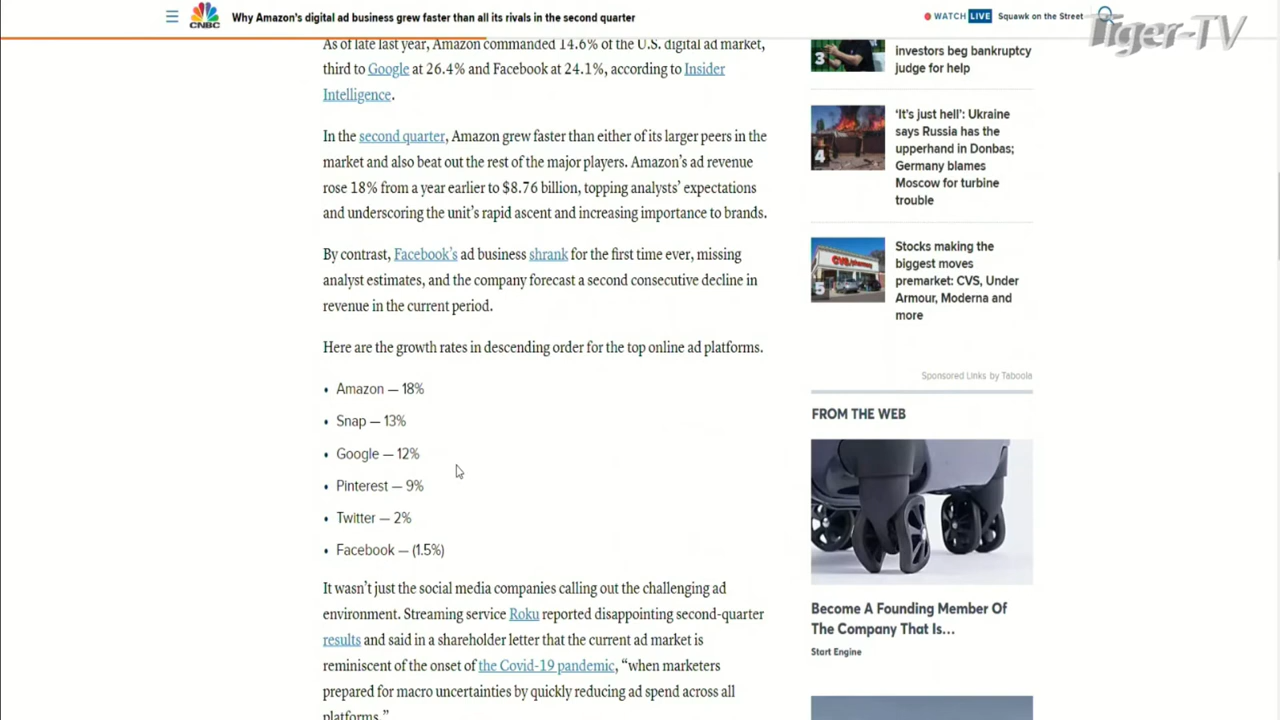 CNBC
Why Amazon's digital ad business grew faster than all its rivals in the second quarter
WATCH LIVE
Squawk on the Street
Tiger-TV
As of late last year, Amazon commanded 14.6% of the U.S. digital ad market,
third to Google at 26.4% and Facebook at 24.1%, according to Insider
Intelligence.
In the second quarter, Amazon grew faster than either of its larger peers in the
market and also beat out the rest of the major players. Amazon's ad revenue
rose 18% from a year earlier to $8.76 billion, topping analysts' expectations
and underscoring the unit's rapid ascent and increasing importance to brands.
By contrast, Facebook's ad business shrank for the first time ever, missing
analyst estimates, and the company forecast a second consecutive decline in
revenue in the current period.
Here are the growth rates in descending order for the top online ad platforms.
• Amazon — 18%
• Snap — 13%
• Google — 12%
• Pinterest — 9%
• Twitter — 2%
• Facebook — (1.5%)
It wasn't just the social media companies calling out the challenging ad
environment. Streaming service Roku reported disappointing second-quarter
results and said in a shareholder letter that the current ad market is
reminiscent of the onset of the Covid-19 pandemic, "when marketers
prepared for macro uncertainties by quickly reducing ad spend across all
platforms."
3
investors beg bankruptcy
judge for help
4
'It's just hell': Ukraine
says Russia has the
upperhand in Donbas;
Germany blames
Moscow for turbine
trouble
CVS pharmacy
5
Stocks making the
biggest moves
premarket: CVS, Under
Armour, Moderna and
more
Sponsored Links by Taboola
FROM THE WEB
Become A Founding Member Of
The Company That Is...
Start Engine